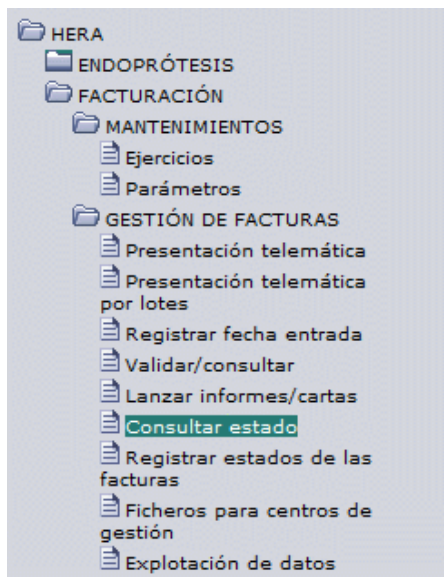 HERA
ENDOPRÓTESIS
FACTURACIÓN
MANTENIMIENTOS
Ejercicios
Parámetros
GESTIÓN DE FACTURAS
Presentación telemática
Presentación telemática
por lotes
Registrar fecha entrada
Validar/consultar
Lanzar informes/cartas
Consultar estado
Registrar estados de las
facturas
Ficheros para centros de
gestión
Explotación de datos